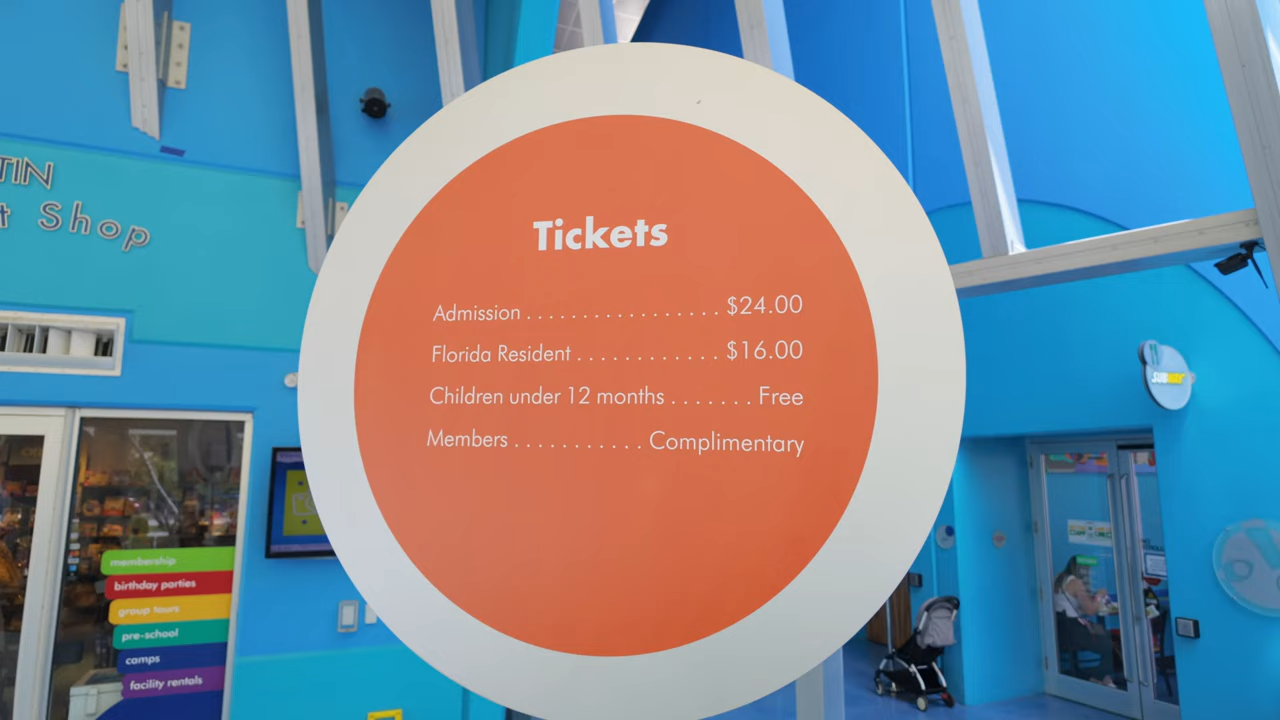 TIN
t Shop
Tickets
Admission . . . . . . . . . . . . . . . . . $24.00
Florida Resident . . . . . . . . . . . . $16.00
Children under 12 months . . . . . . . Free
Members . . . . . . . . . . . Complimentary
SUBWAY
membership
birthday parties
group tours
pre-school
camps
facility rentals